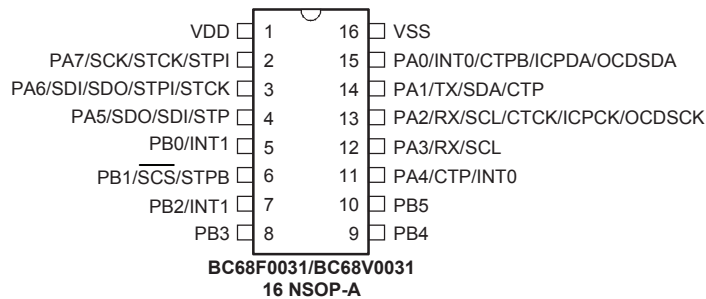 VDD 1 16 VSS
PA7/SCK/STCK/STPI 2 15 PA0/INT0/CTPB/ICPDA/OCDSDA
PA6/SDI/SDO/STPI/STCK 3 14 PA1/TX/SDA/CTP
PA5/SDO/SDI/STP 4 13 PA2/RX/SCL/CTCK/ICPCK/OCDSCK
PB0/INT1 5 12 PA3/RX/SCL
PB1/SCS/STPB 6 11 PA4/CTP/INT0
PB2/INT1 7 10 PB5
PB3 8 9 PB4
BC68F0031/BC68V0031
16 NSOP-A